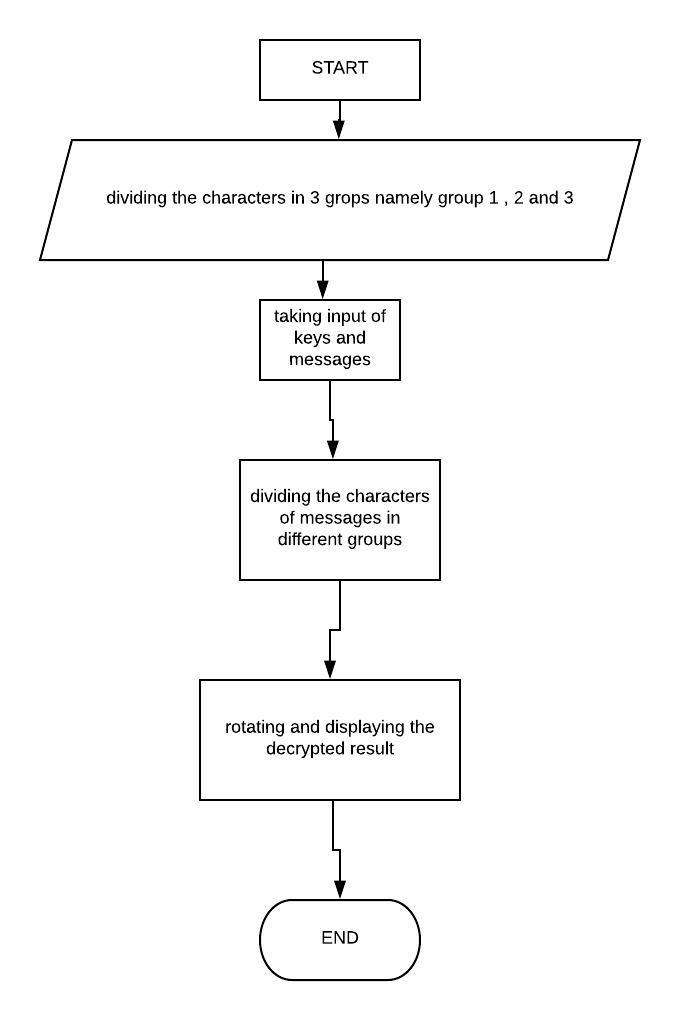 START
dividing the characters in 3 grops namely group 1 , 2 and 3
taking input of
keys and
messages
dividing the characters
of messages in
different groups
rotating and displaying the
decrypted result
END